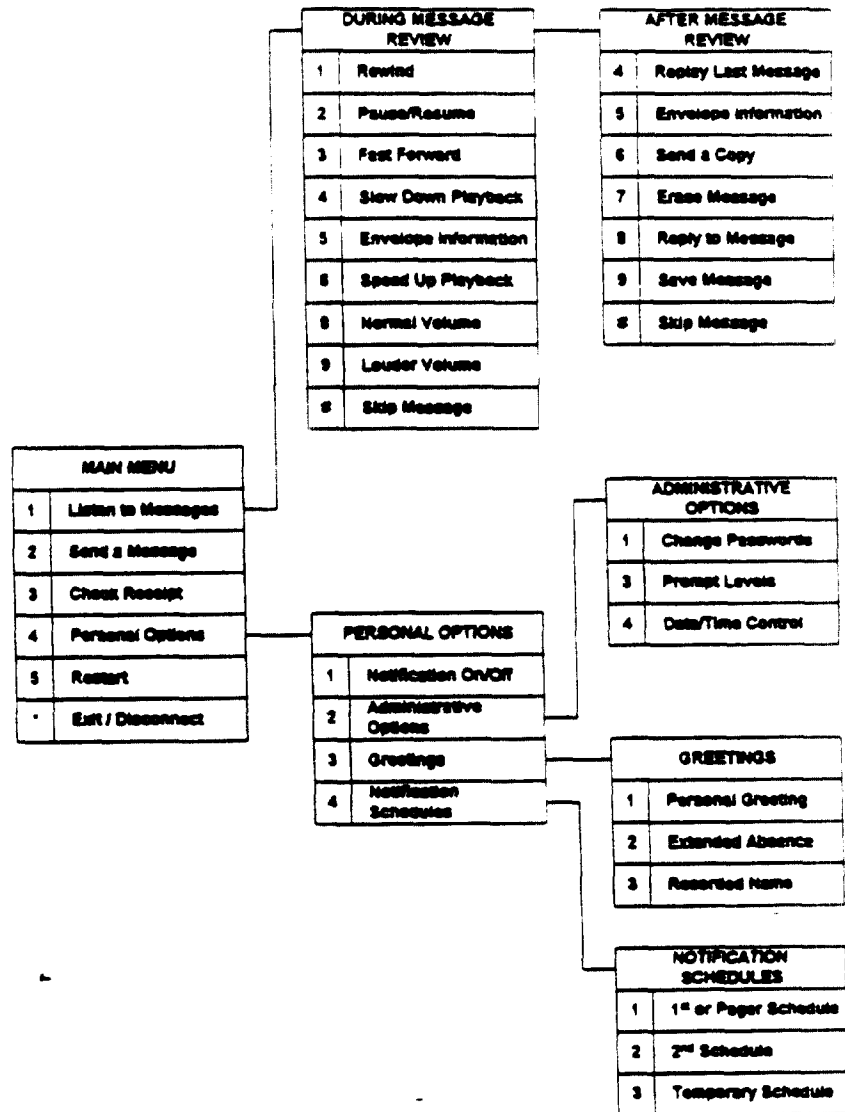 DURING MESSAGE
REVIEW
1 Rewind
2 Pause/Resume
3 Fast Forward
4 Slow Down Playback
5 Envelope Information
6 Speed Up Playback
8 Normal Volume
9 Louder Volume
# Skip Message
AFTER MESSAGE
REVIEW
4 Replay Last Message
5 Envelope Information
6 Send a Copy
7 Erase Message
8 Reply to Message
9 Save Message
# Skip Message
MAIN MENU
1 Listen to Messages
2 Send a Message
3 Check Receipt
4 Personal Options
5 Restart
* Exit / Disconnect
PERSONAL OPTIONS
1 Notification On/Off
2 Administrative
Options
3 Greetings
4 Notification
Schedules
ADMINISTRATIVE
OPTIONS
1 Change Passwords
3 Prompt Levels
4 Date/Time Control
GREETINGS
1 Personal Greeting
2 Extended Absence
3 Recorded Name
NOTIFICATION
SCHEDULES
1 1st or Pager Schedule
2 2nd Schedule
3 Temporary Schedule